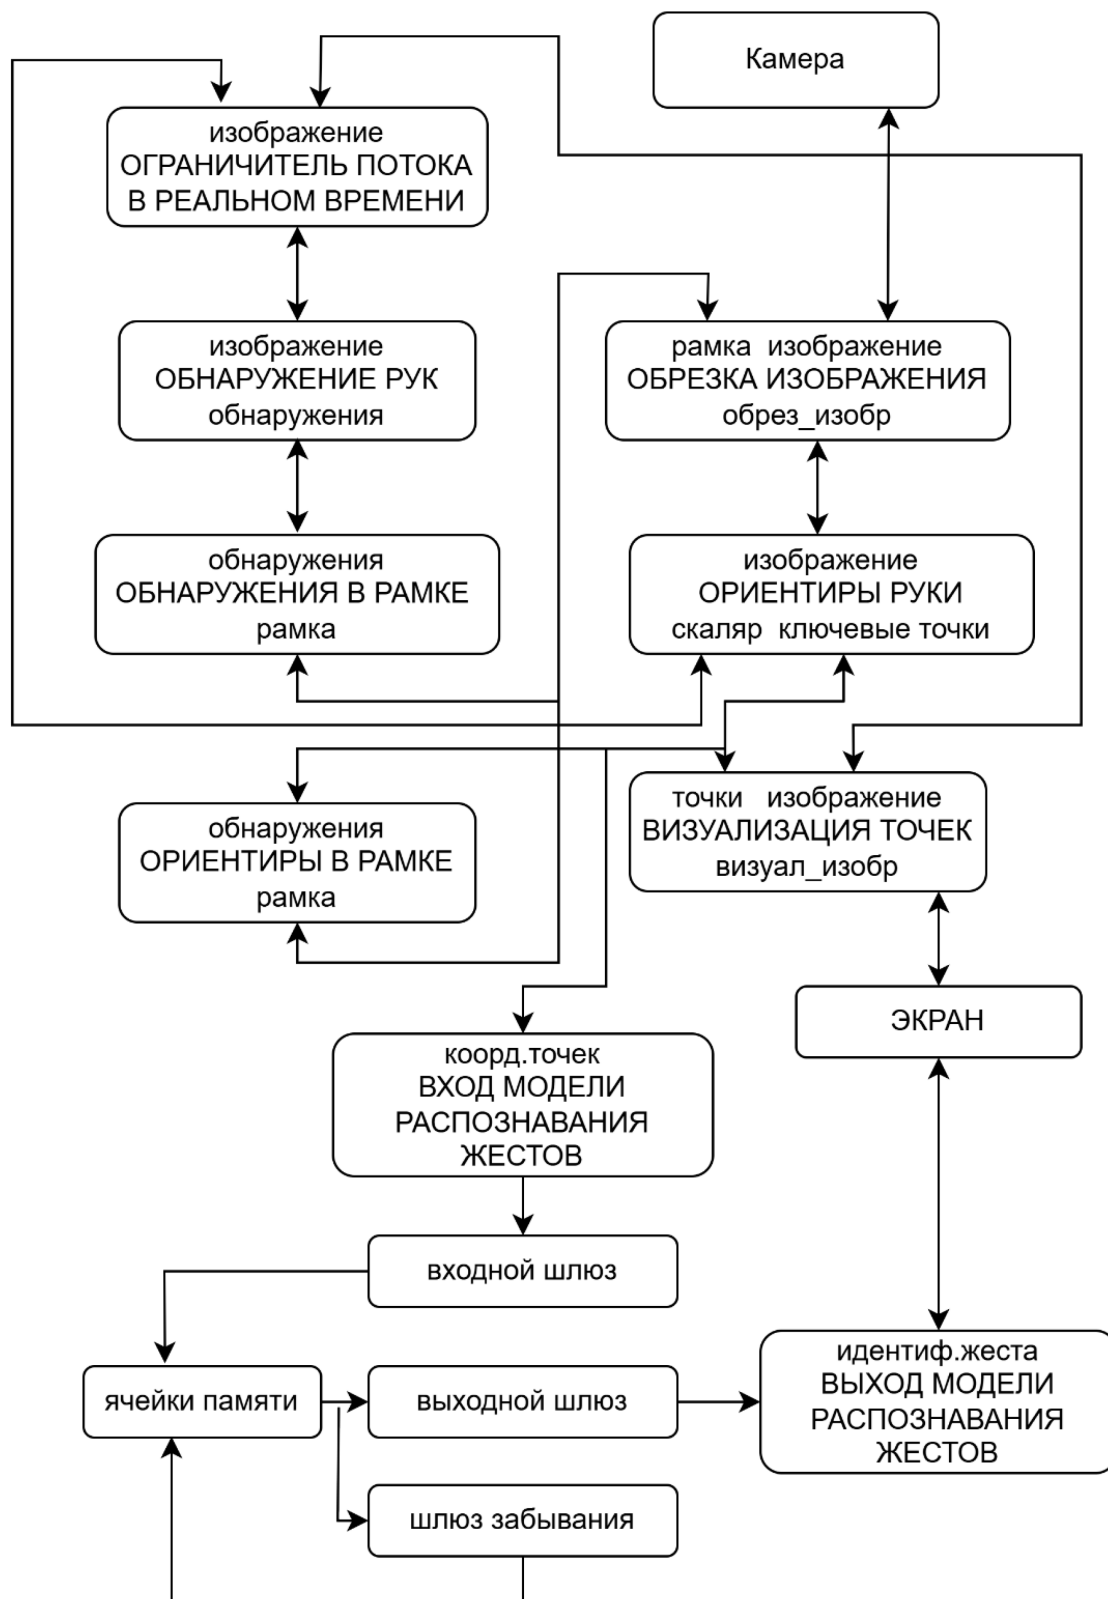 Камера
изображение
ОГРАНИЧИТЕЛЬ ПОТОКА
В РЕАЛЬНОМ ВРЕМЕНИ
изображение
ОБНАРУЖЕНИЕ РУК
обнаружения
рамка изображение
ОБРЕЗКА ИЗОБРАЖЕНИЯ
обрез_изобр
обнаружения
ОБНАРУЖЕНИЯ В РАМКЕ
рамка
изображение
ОРИЕНТИРЫ РУКИ
скаляр ключевые точки
обнаружения
ОРИЕНТИРЫ В РАМКЕ
рамка
точки изображение
ВИЗУАЛИЗАЦИЯ ТОЧЕК
визуал_изобр
ЭКРАН
коорд.точек
ВХОД МОДЕЛИ
РАСПОЗНАВАНИЯ
ЖЕСТОВ
входной шлюз
ячейки памяти
выходной шлюз
идентиф.жеста
ВЫХОД МОДЕЛИ
РАСПОЗНАВАНИЯ
ЖЕСТОВ
шлюз забывания